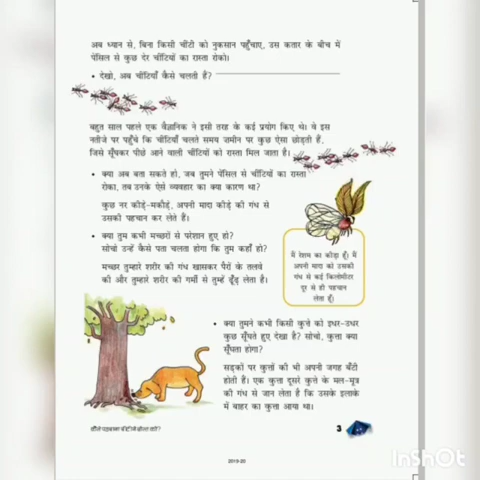 अब ध्यान से, बिना किसी चींटी को नुकसान पहुँचाए, उस कतार के बीच में
पेंसिल से कुछ देर चींटियों का रास्ता रोको।
• देखो, अब चींटियाँ कैसे चलती हैं?
बहुत साल पहले एक वैज्ञानिक ने इसी तरह के कई प्रयोग किए थे। वे इस
नतीजे पर पहुँचे कि चींटियाँ चलते समय ज़मीन पर कुछ ऐसा छोड़ती हैं,
जिसे सूँघकर पीछे आने वाली चींटियों को रास्ता मिल जाता है।
• क्या अब बता सकते हो, जब तुमने पेंसिल से चींटियों का रास्ता
रोका, तब उनके ऐसे व्यवहार का क्या कारण था?
कुछ नर कीड़े-मकौड़े, अपनी मादा कीड़े की गंध से
उसकी पहचान कर लेते हैं।
• क्या तुम कभी मच्छरों से परेशान हुए हो?
सोचो उन्हें कैसे पता चलता होगा कि तुम कहाँ हो?
मच्छर तुम्हारे शरीर की गंध खासकर पैरों के तलवे
की और तुम्हारे शरीर की गर्मी से तुम्हें ढूँढ़ लेता है।
मैं रेशम का कीड़ा हूँ। मैं
अपनी मादा को उसकी
गंध से कई किलोमीटर
दूर से ही पहचान
लेता हूँ।
• क्या तुमने कभी किसी कुत्ते को इधर-उधर
कुछ सूँघते हुए देखा है? सोचो, कुत्ता क्या
सूँघता होगा?
सड़कों पर कुत्तों की भी अपनी जगह बँटी
होती हैं। एक कुत्ता दूसरे कुत्ते के मल-मूत्र
की गंध से जान लेता है कि उसके इलाके
में बाहर का कुत्ता आया था।
3
2019-20
InShOt